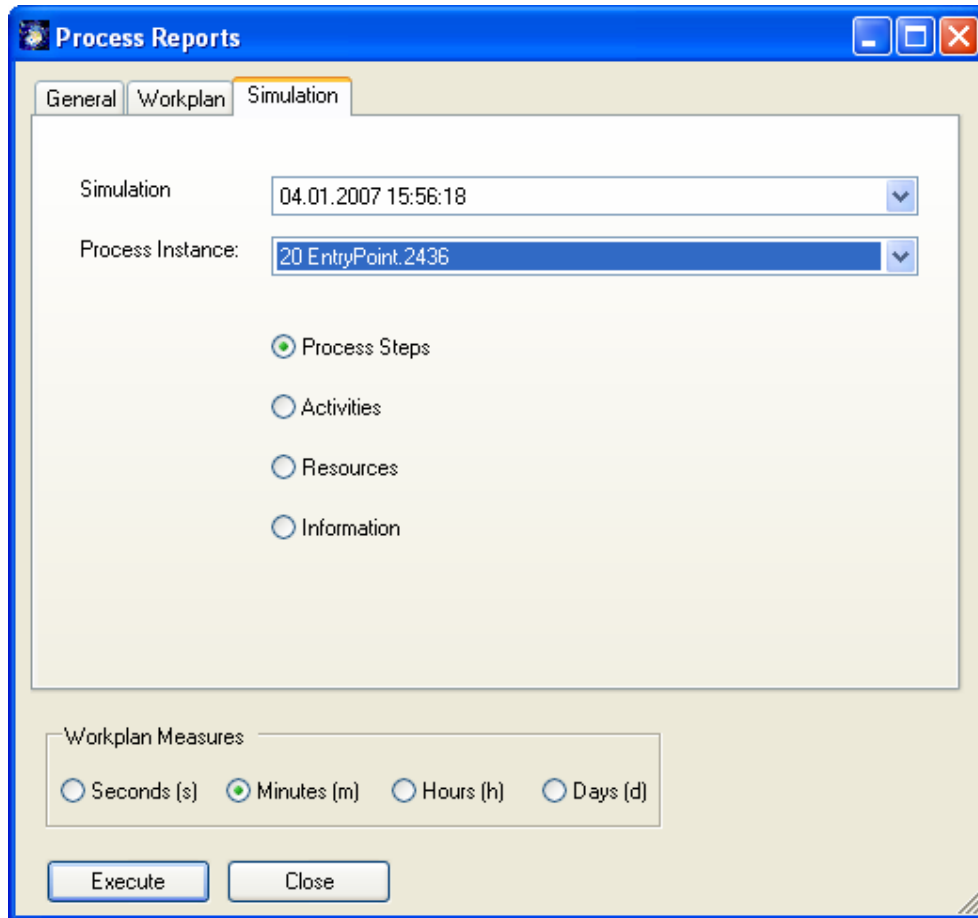 Process Reports
General Workplan Simulation
Simulation 04.01.2007 15:56:18
Process Instance: 20 EntryPoint.2436
Process Steps
Activities
Resources
Information
Workplan Measures
Seconds (s) Minutes (m) Hours (h) Days (d)
Execute Close